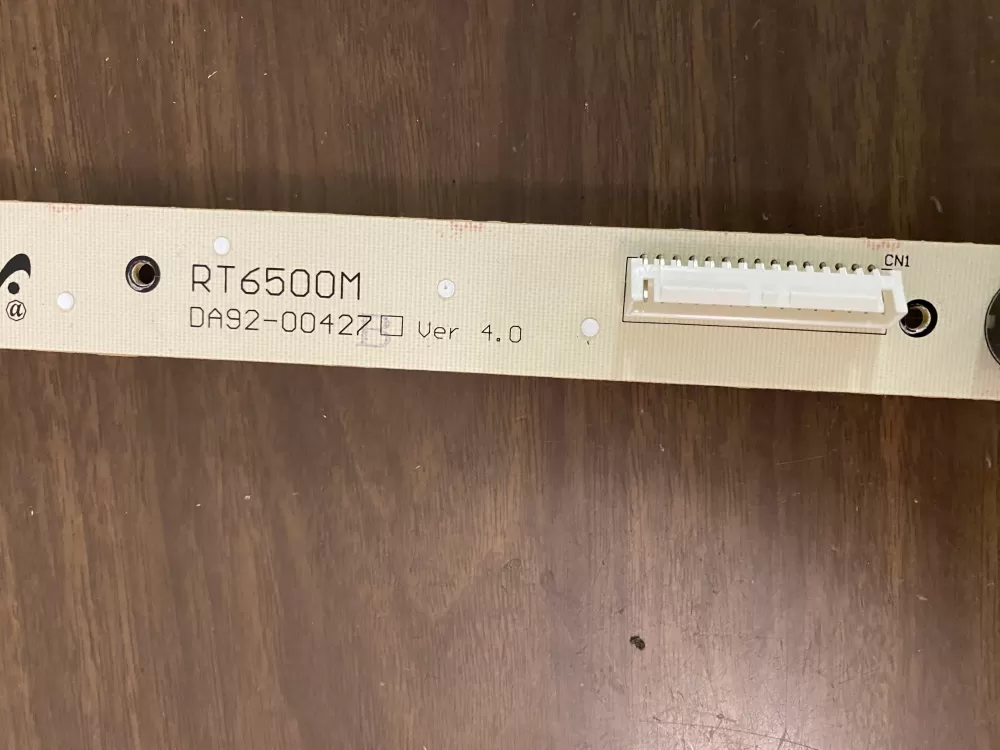 @
RT6500M
DA92-00427□ Ver 4.0
CN1